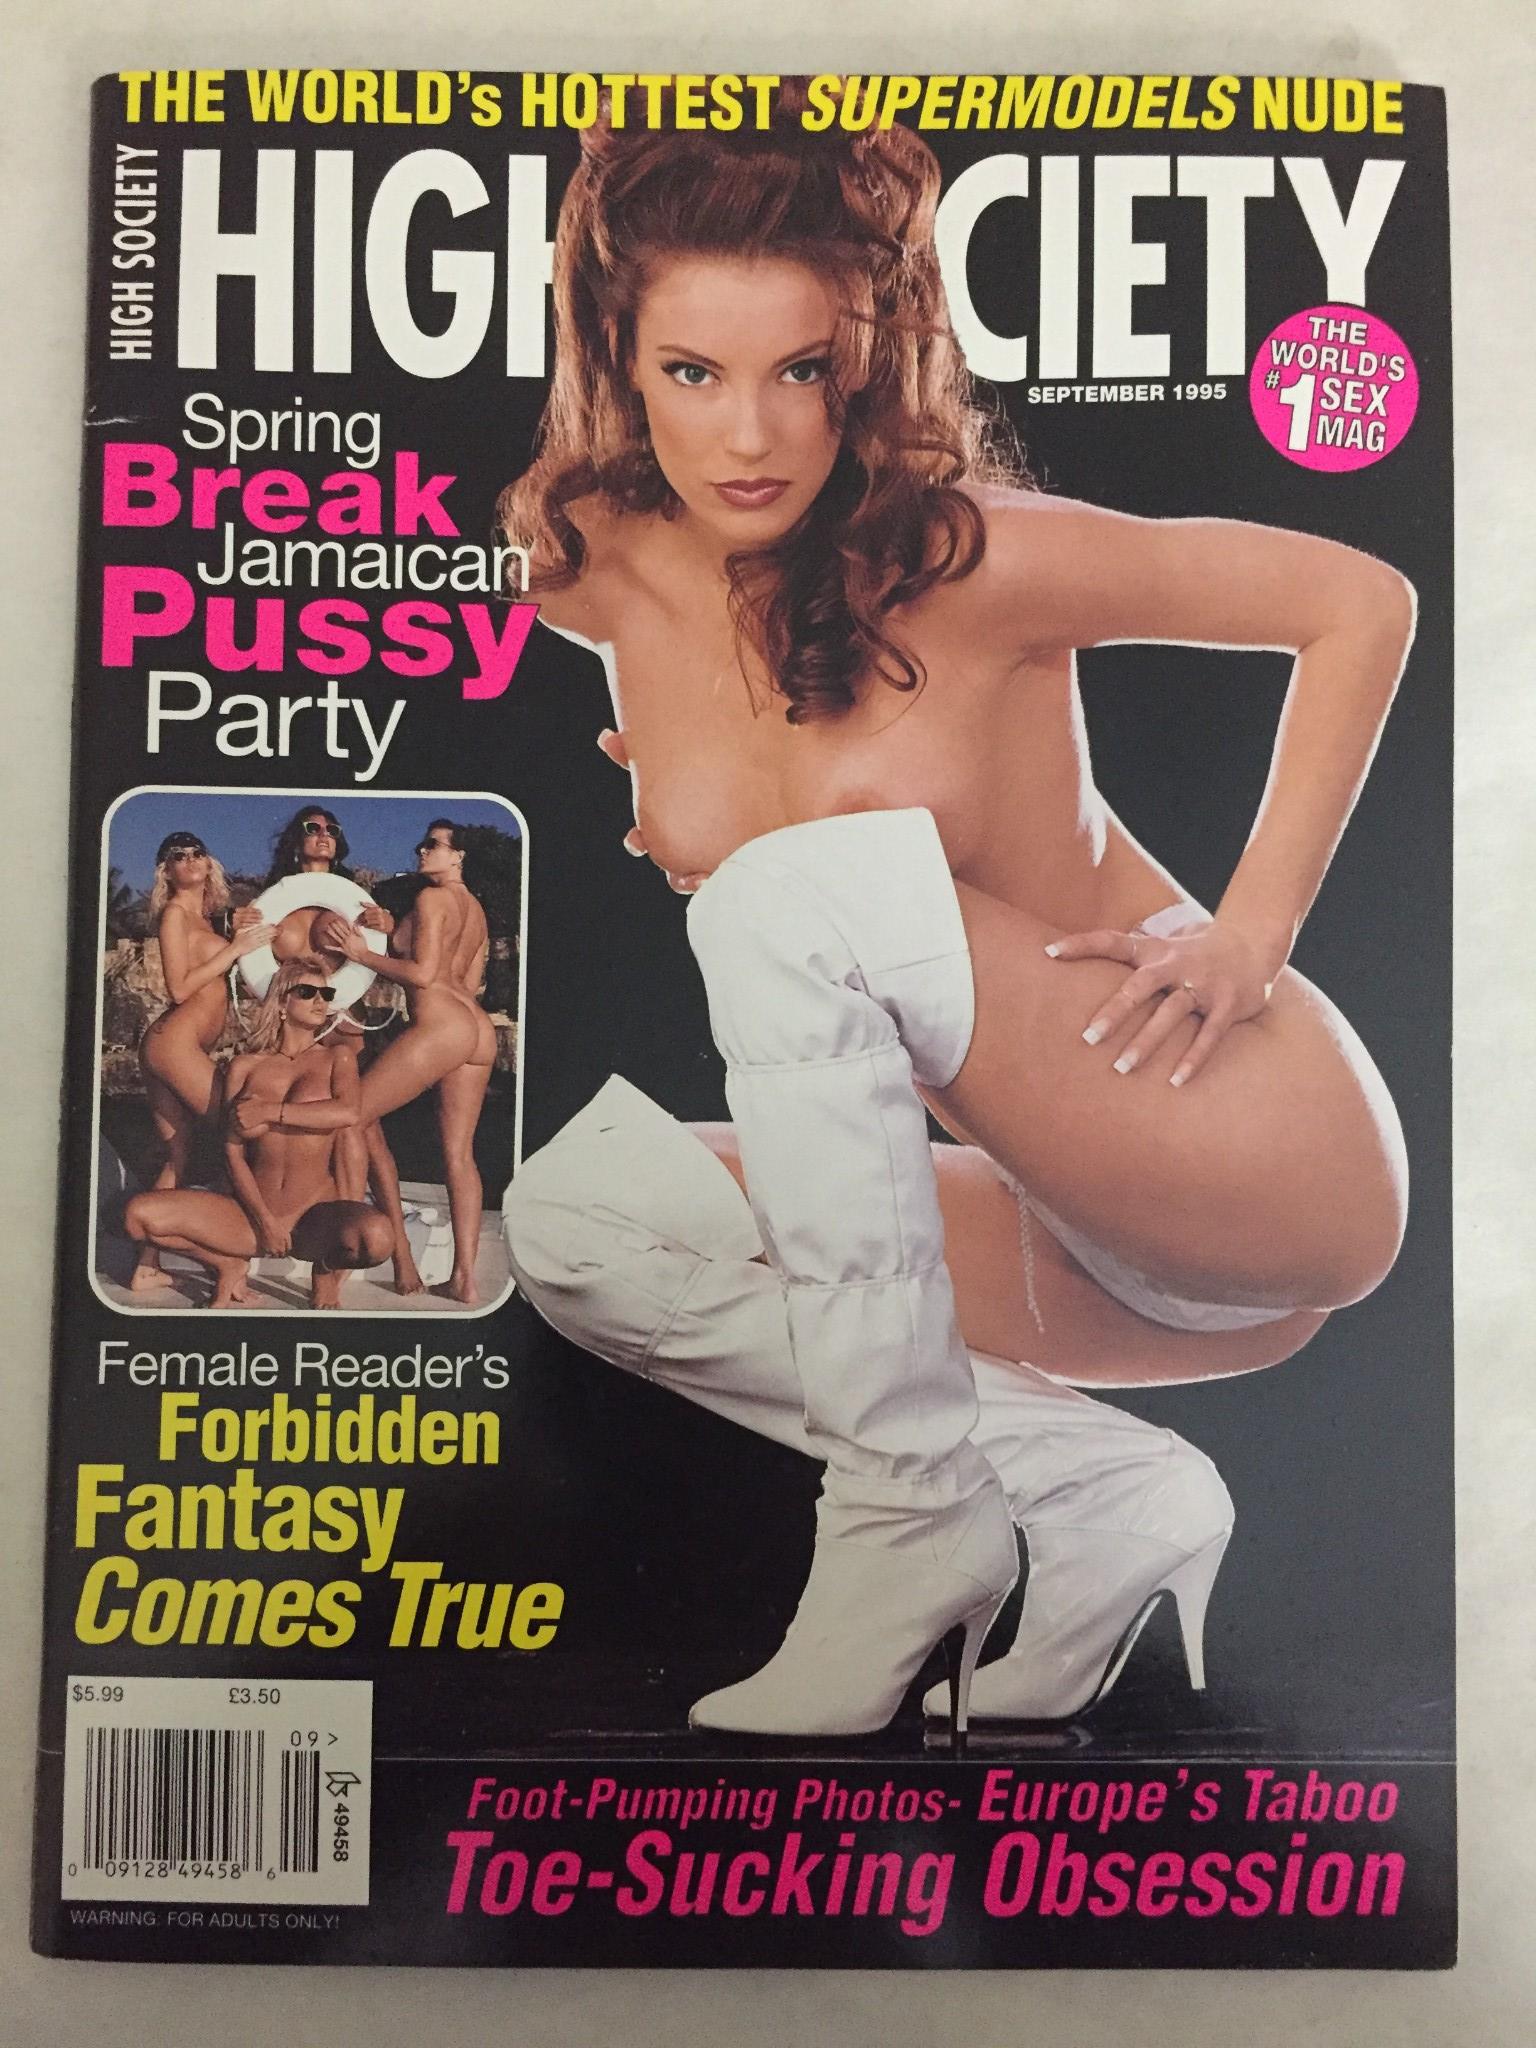 THE WORLD's HOTTEST SUPERMODELS NUDE
HIGH SOCIETY
HIGH SOCIETY
SEPTEMBER 1995
THE
WORLD'S
#1 SEX
MAG
Spring
Break
Jamaican
Pussy
Party
Female Reader's
Forbidden
Fantasy
Comes True
$5.99 £3.50
09>
49458
0 09128 49458 6
WARNING: FOR ADULTS ONLY!
Foot-Pumping Photos- Europe's Taboo
Toe-Sucking Obsession